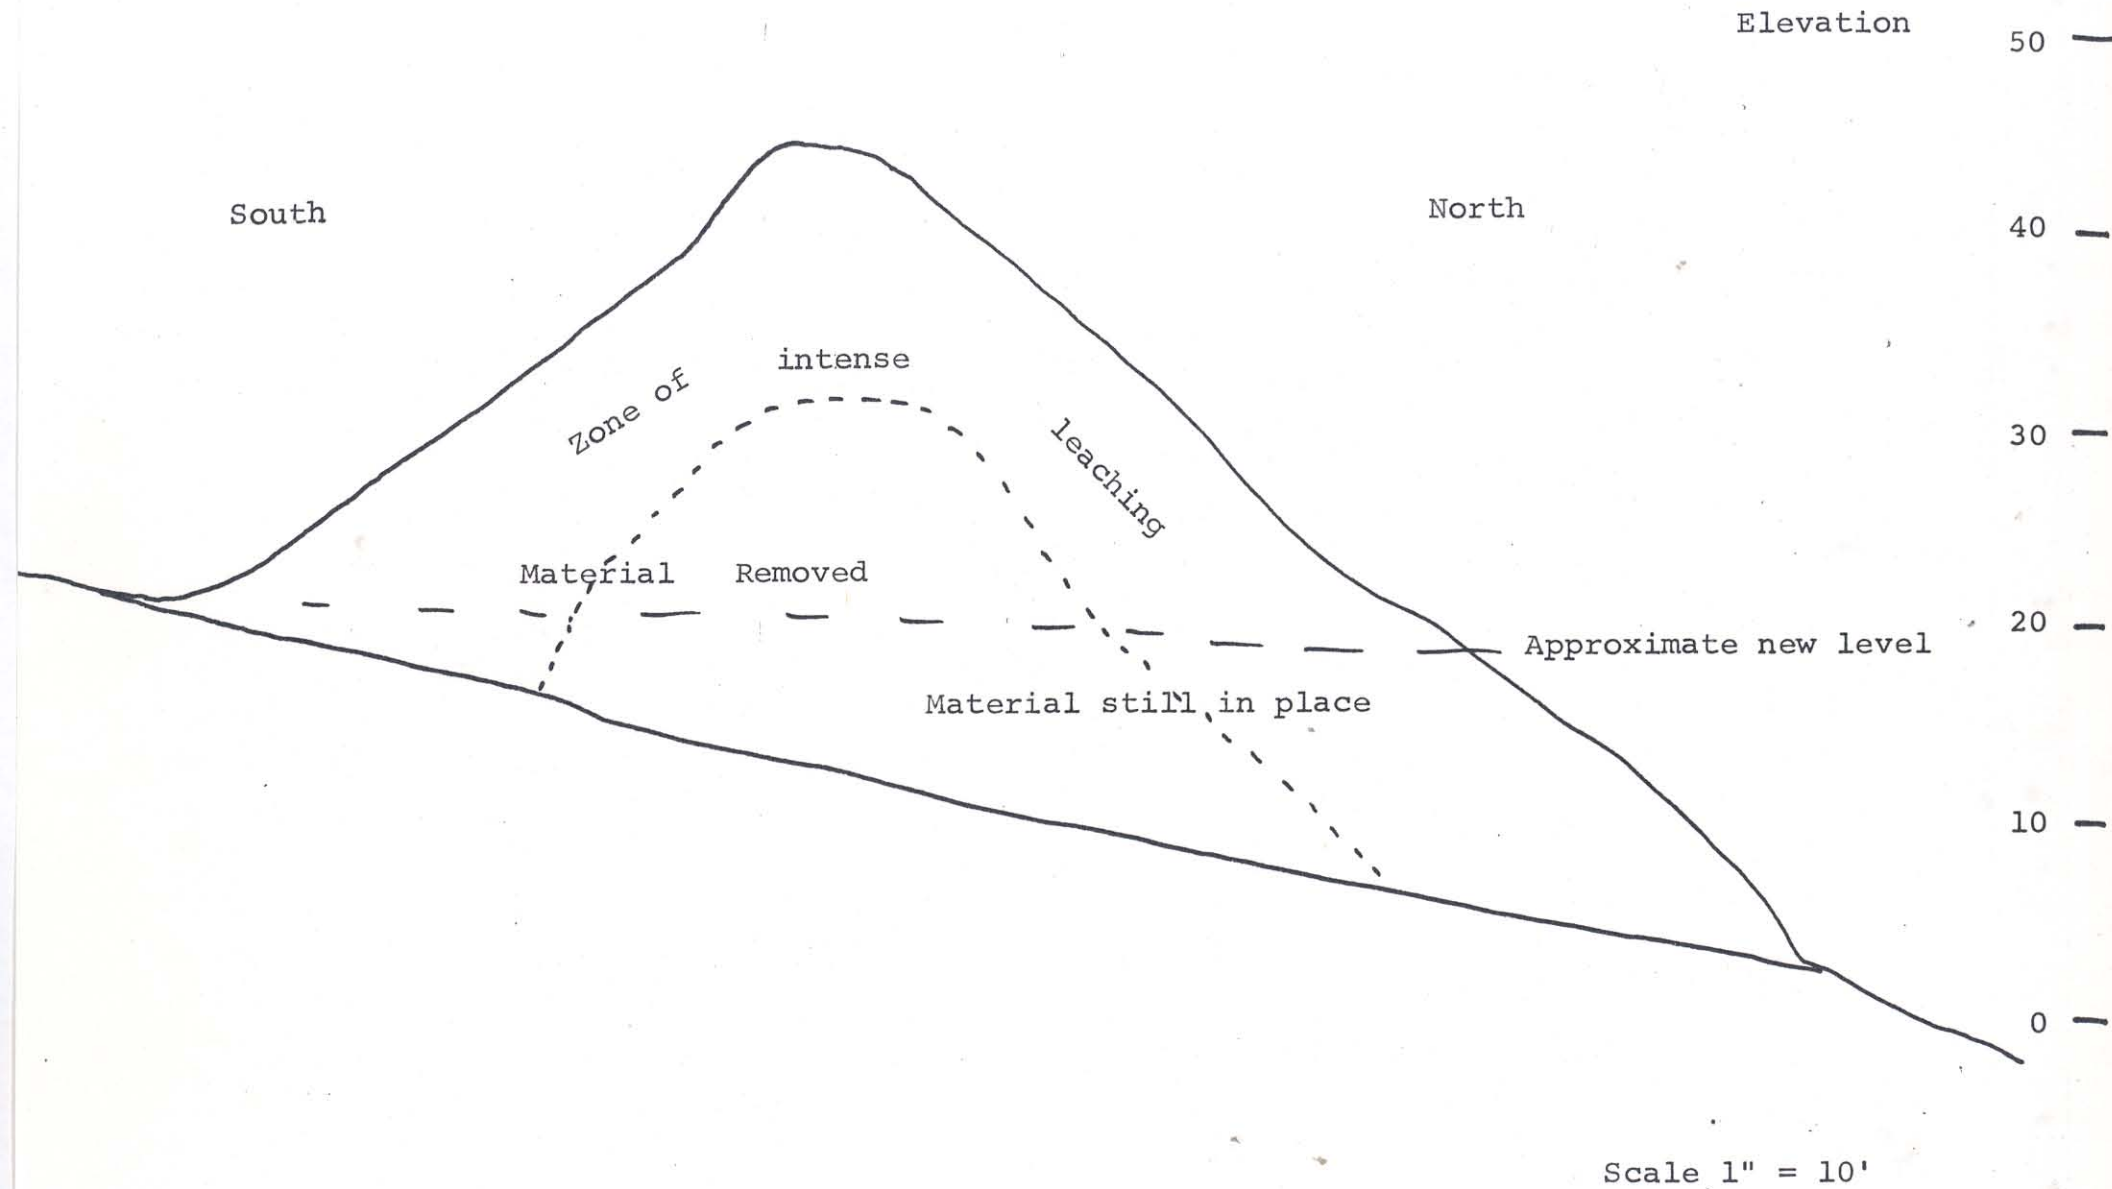 Elevation
50
South
North
40
intense
Zone of
leaching
30
Material Removed
20
Approximate new level
Material still in place
10
0
Scale 1" = 10'